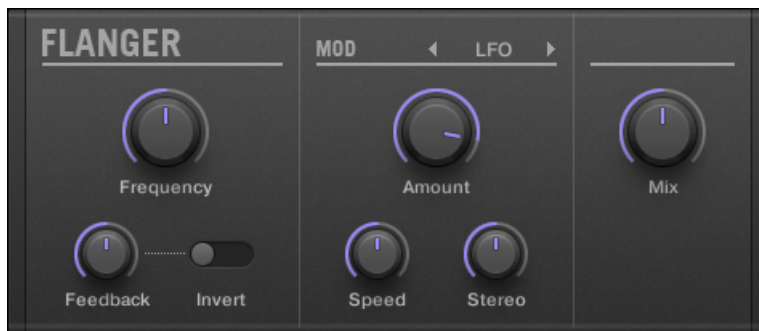 FLANGER
MOD LFO
Frequency
Amount
Mix
Feedback
Invert
Speed
Stereo